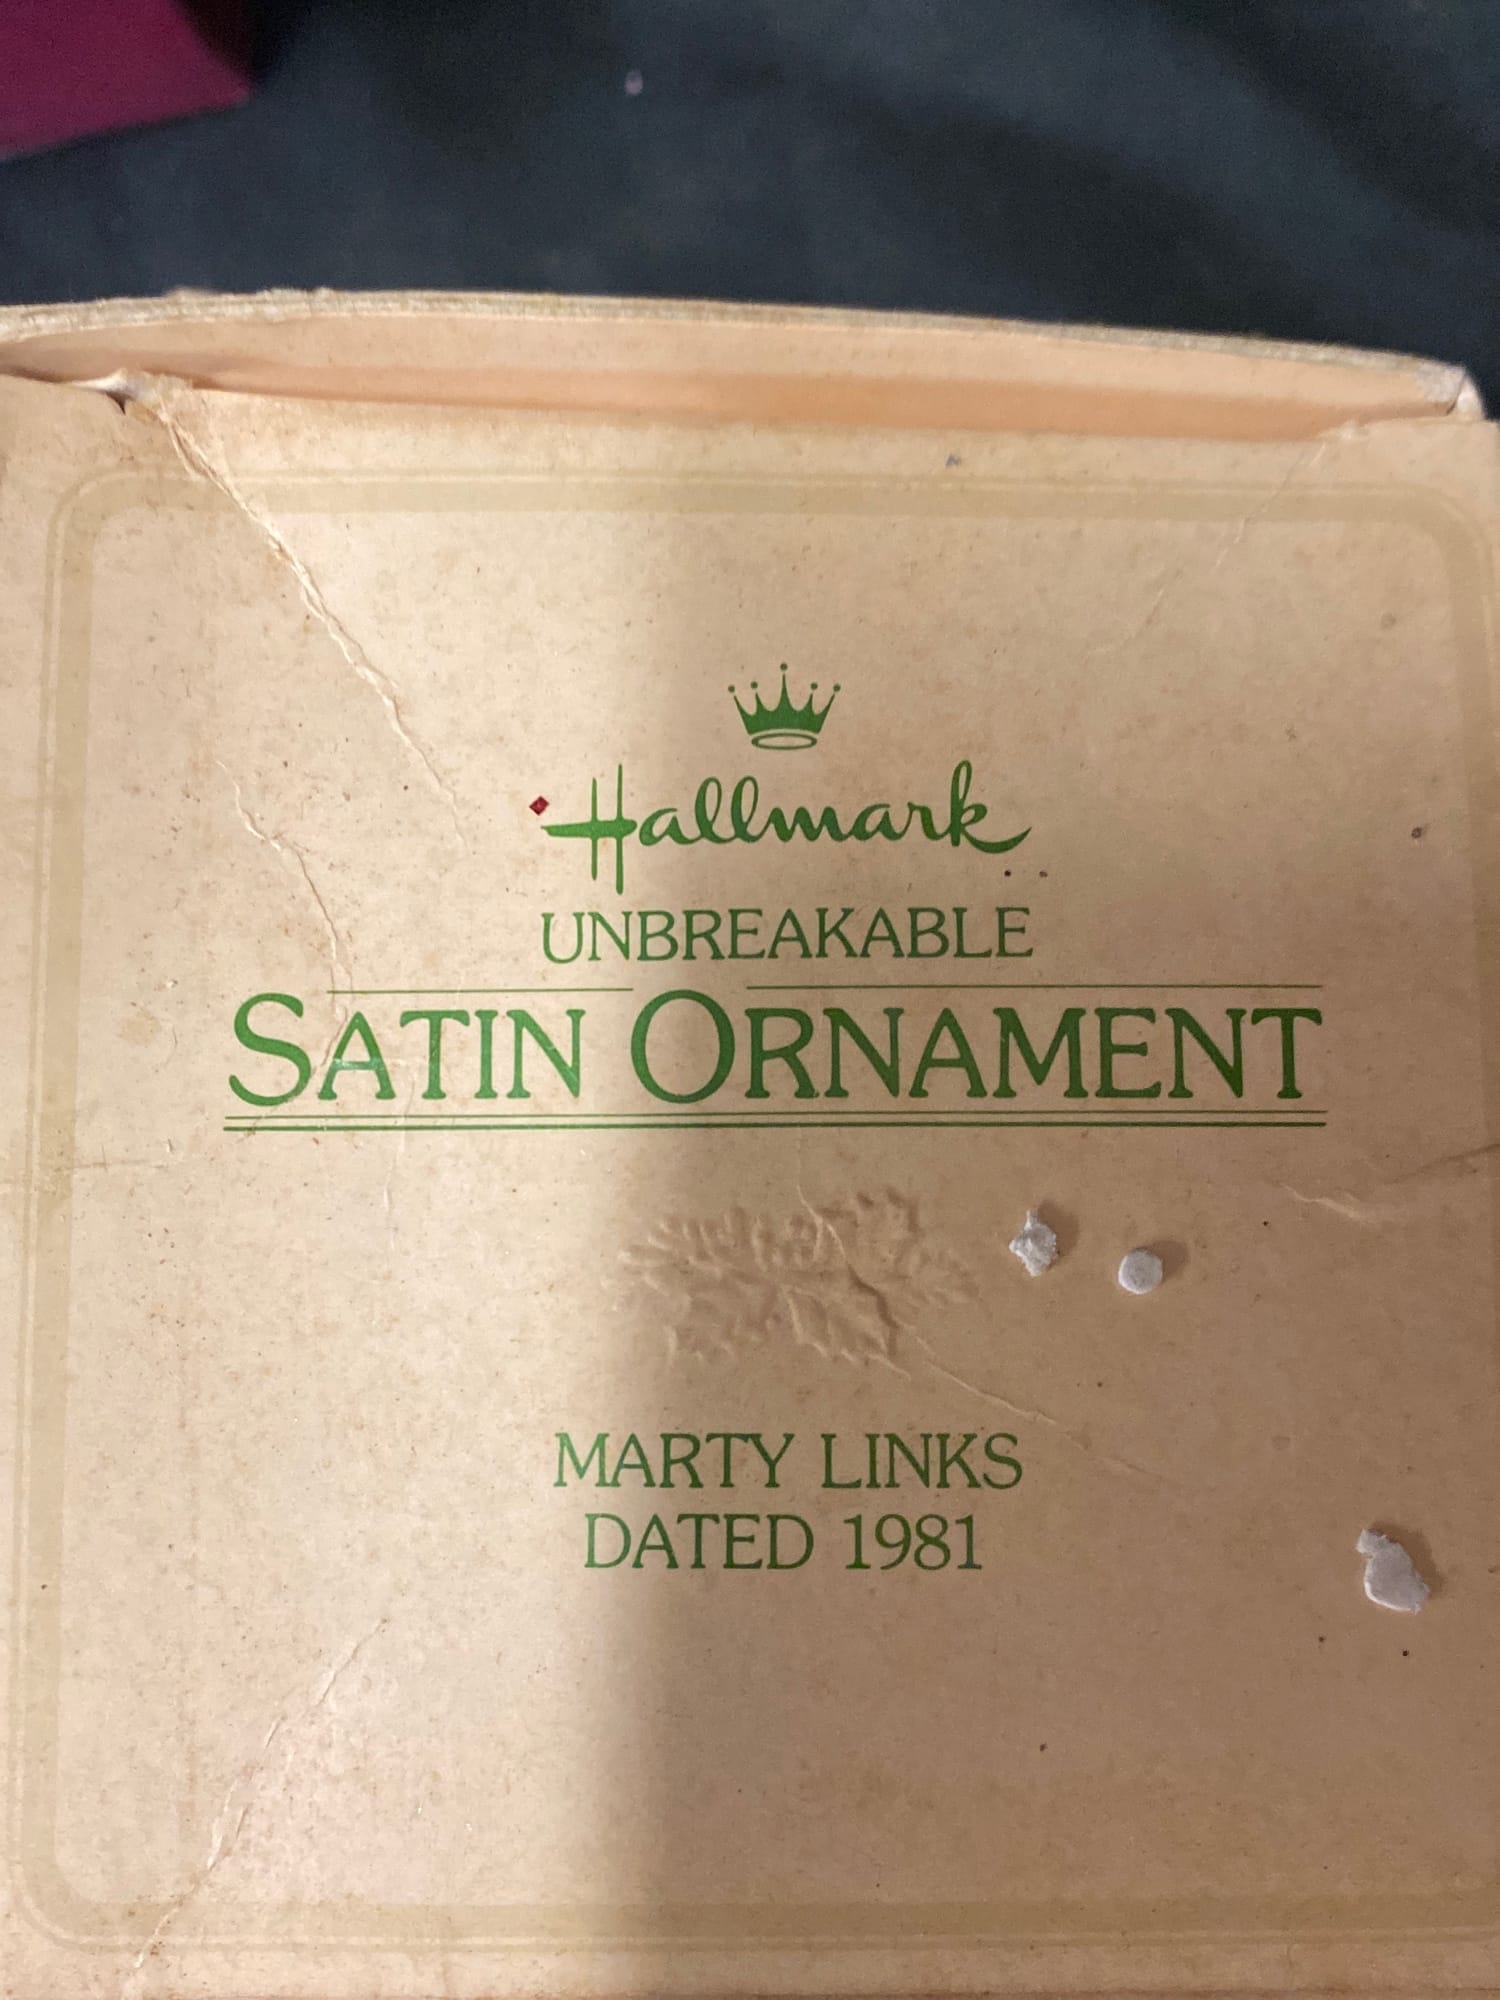 Hallmark
UNBREAKABLE
SATIN ORNAMENT
MARTY LINKS
DATED 1981